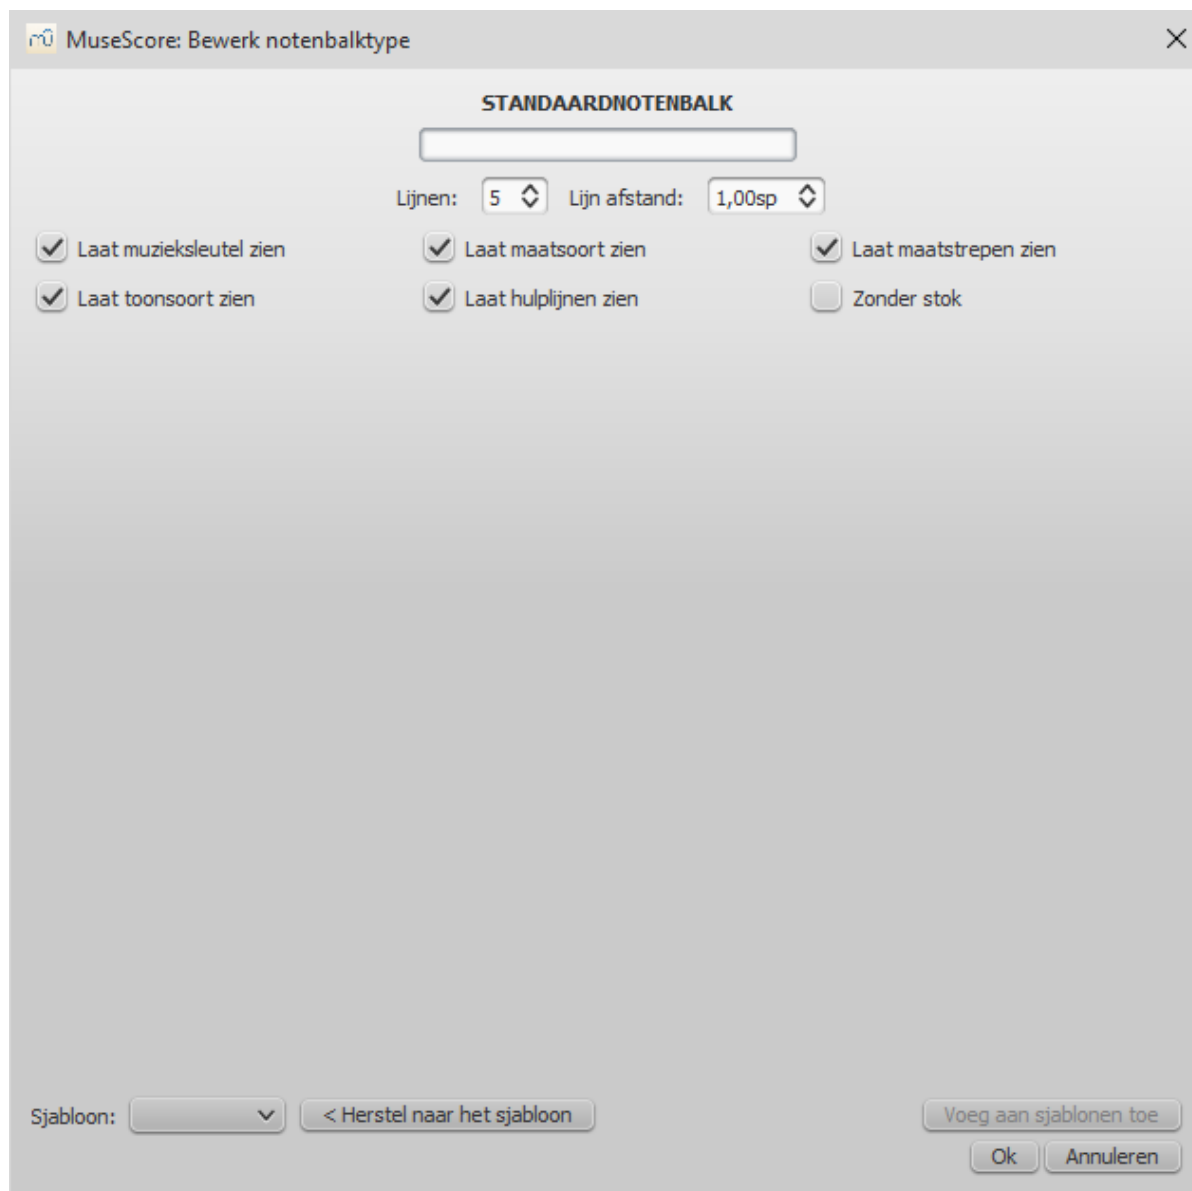 MuseScore: Bewerk notenbalktype
STANDAARDNOTENBALK
Lijnen: 5 Lijn afstand: 1,00sp
Laat muzieksleutel zien Laat maatsoort zien Laat maatstrepen zien
Laat toonsoort zien Laat hulplijnen zien Zonder stok
Sjabloon: < Herstel naar het sjabloon Voeg aan sjablonen toe
Ok Annuleren